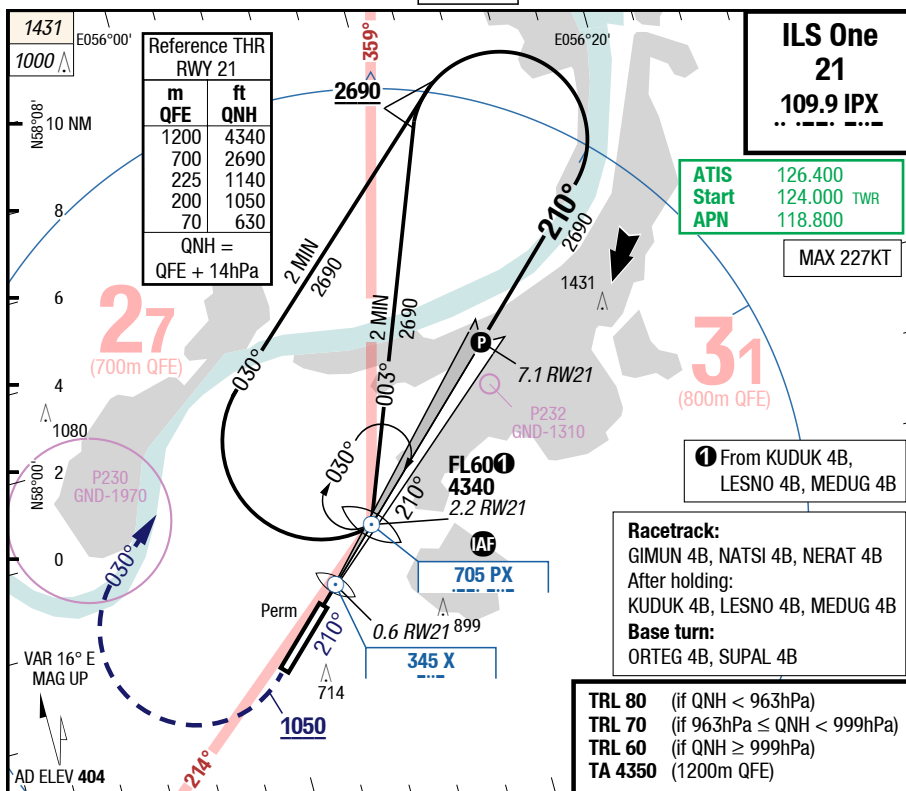 1431
1000
E056°00'
E056°20'
N58°08'
N58°00'
10 NM
8
6
4
2
0
Reference THR
RWY 21
m ft
QFE QNH
1200 4340
700 2690
225 1140
200 1050
70 630
QNH =
QFE + 14hPa
359°
2690
ILS One
21
109.9 IPX
ATIS 126.400
Start 124.000 TWR
APN 118.800
MAX 227KT
210°
2690
2 MIN
2690
2 MIN
2690
1431
27
(700m QFE)
31
(800m QFE)
P
7.1 RW21
030°
003°
P232
GND-1310
1080
P230
GND-1970
030°
210°
FL60 1
4340
2.2 RW21
IAF
1 From KUDUK 4B,
LESNO 4B, MEDUG 4B
705 PX
030°
Perm
210°
0.6 RW21
899
345 X
714
1050
214°
VAR 16° E
MAG UP
AD ELEV 404
Racetrack:
GIMUN 4B, NATSI 4B, NERAT 4B
After holding:
KUDUK 4B, LESNO 4B, MEDUG 4B
Base turn:
ORTEG 4B, SUPAL 4B
TRL 80 (if QNH < 963hPa)
TRL 70 (if 963hPa ≤ QNH < 999hPa)
TRL 60 (if QNH ≥ 999hPa)
TA 4350 (1200m QFE)